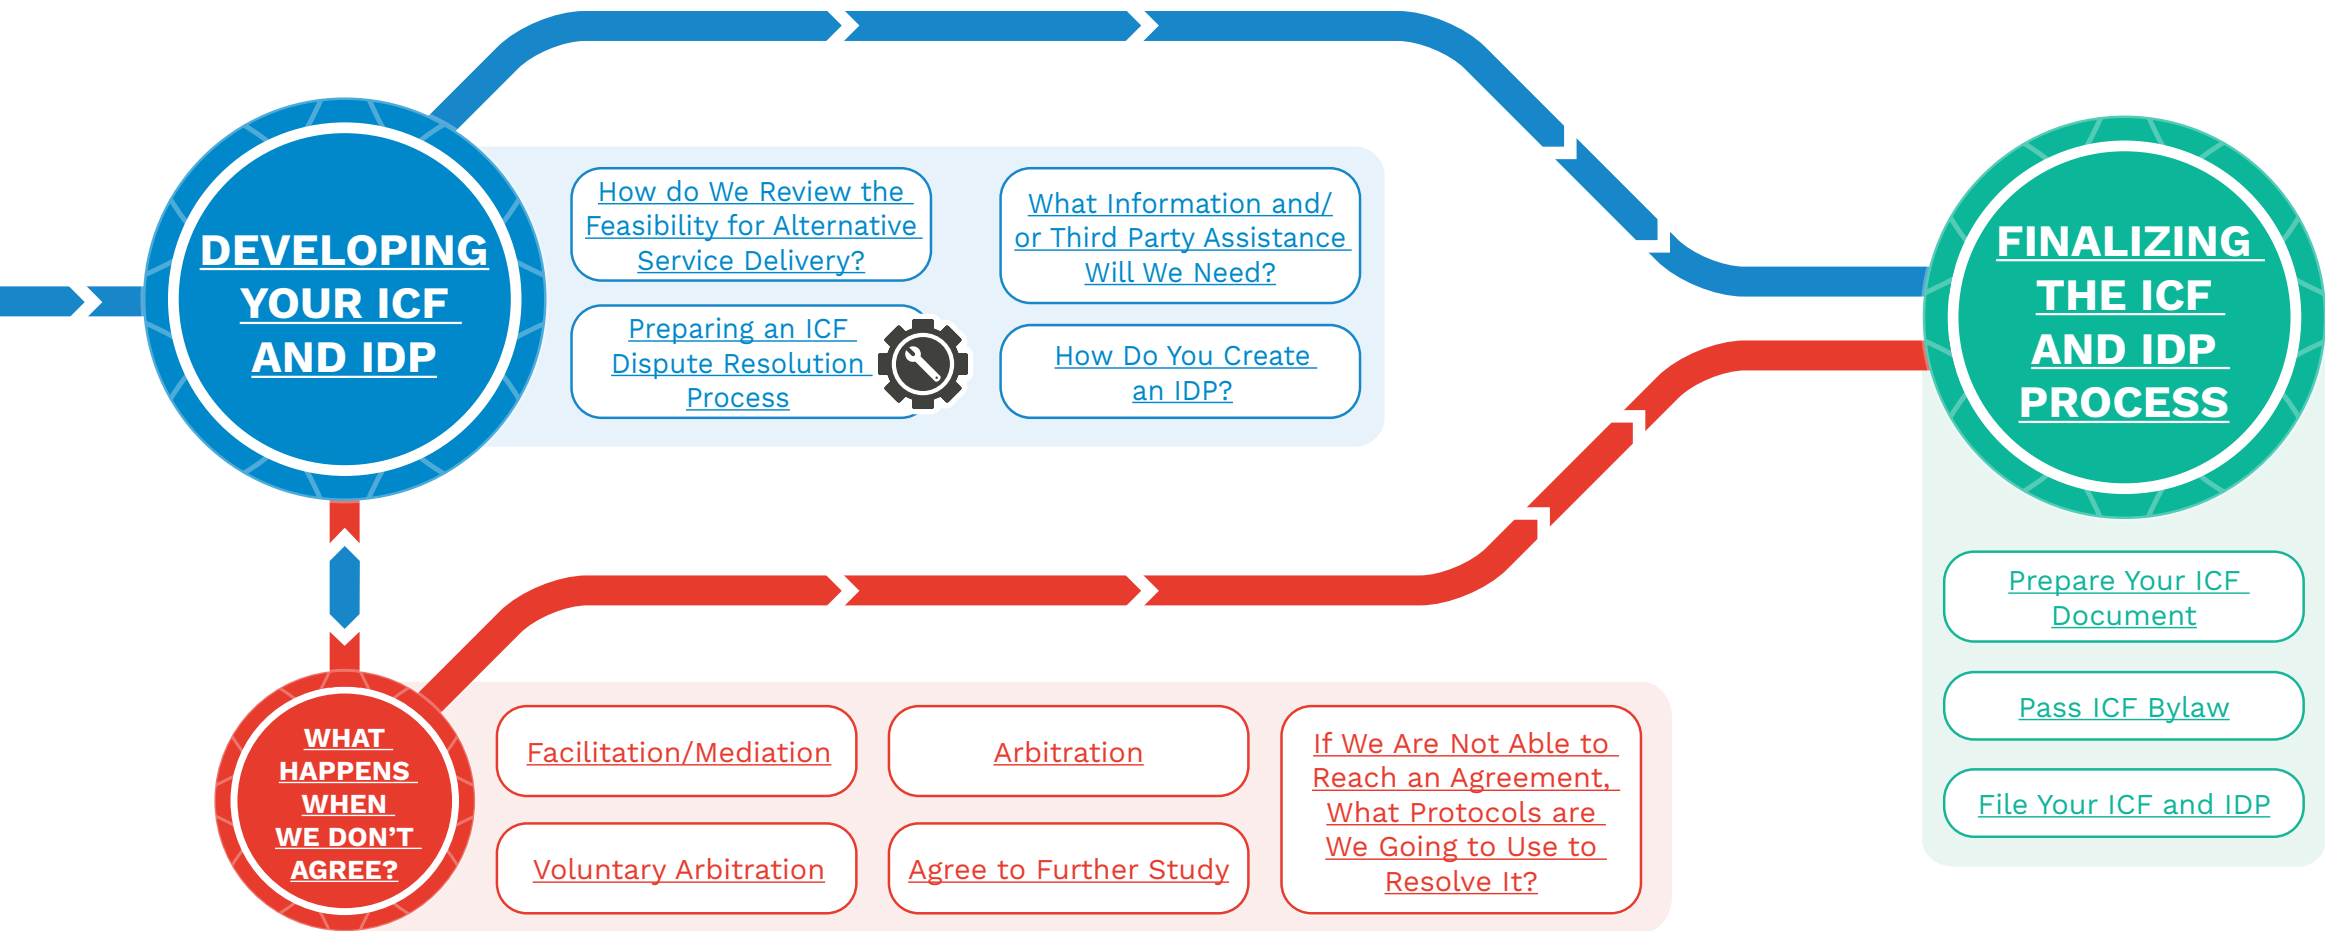 DEVELOPING
YOUR ICF
AND IDP
How do We Review the
Feasibility for Alternative
Service Delivery?
What Information and/
or Third Party Assistance
Will We Need?
Preparing an ICF
Dispute Resolution
Process
How Do You Create
an IDP?
FINALIZING
THE ICF
AND IDP
PROCESS
Prepare Your ICF
Document
Pass ICF Bylaw
File Your ICF and IDP
WHAT
HAPPENS
WHEN
WE DON’T
AGREE?
Facilitation/Mediation
Arbitration
If We Are Not Able to
Reach an Agreement,
What Protocols are
We Going to Use to
Resolve It?
Voluntary Arbitration
Agree to Further Study